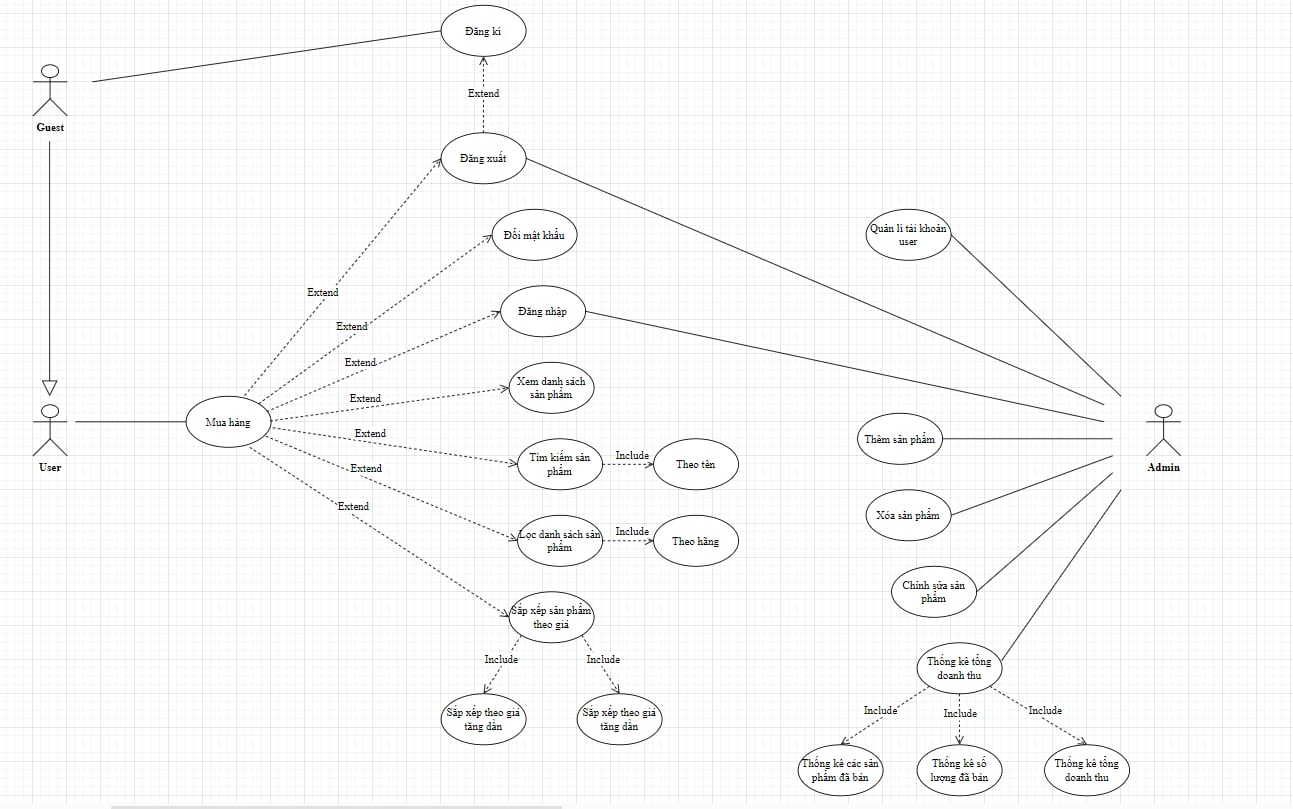 Đăng kí
Guest
Extend
Đăng xuất
Đổi mật khẩu
Quản lí tài khoản
user
Extend
Đăng nhập
Extend
Extend
Xem danh sách
sản phẩm
Extend
Mua hàng
User
Extend
Thêm sản phẩm
Admin
Tìm kiếm sản
phẩm
Include
Theo tên
Extend
Extend
Xóa sản phẩm
Lọc danh sách sản
phẩm
Include
Theo hãng
Chỉnh sửa sản
phẩm
Sắp xếp sản phẩm
theo giá
Include
Include
Thống kê tổng
doanh thu
Sắp xếp theo giá
tăng dần
Sắp xếp theo giá
tăng dần
Include
Include
Include
Thống kê các sản
phẩm đã bán
Thống kê số
lượng đã bán
Thống kê tổng
doanh thu